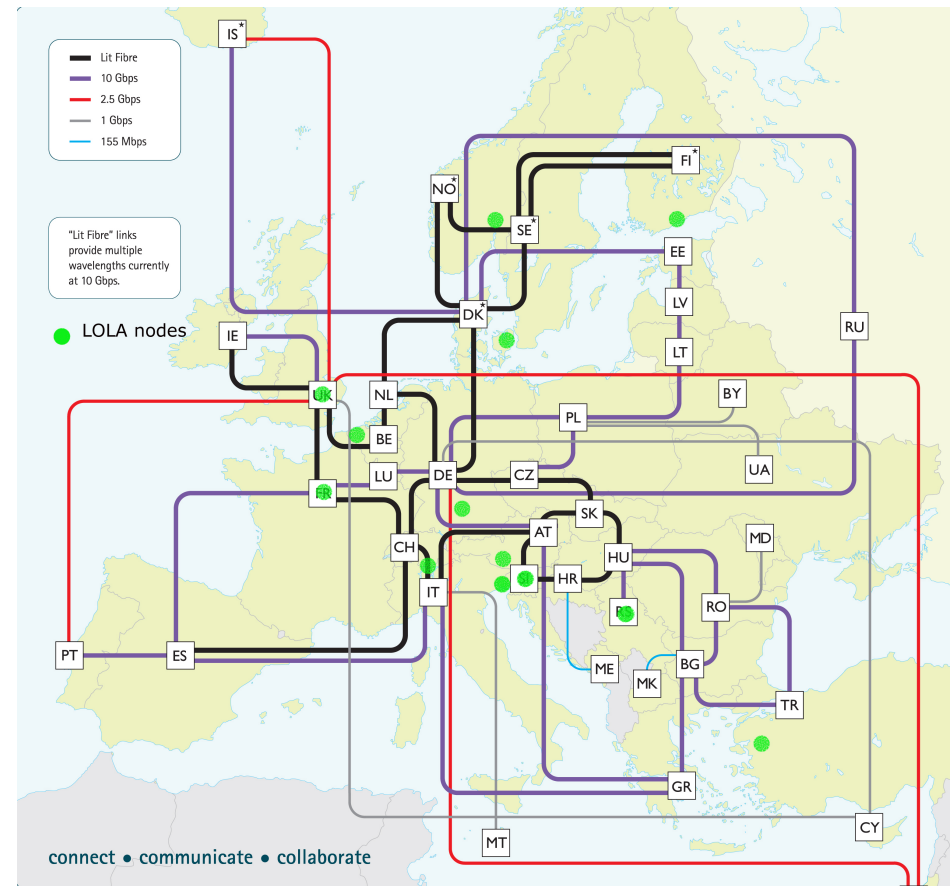 IS*
Lit Fibre
10 Gbps
2.5 Gbps
1 Gbps
155 Mbps
FI*
NO*
SE*
"Lit Fibre" links
provide multiple
wavelengths currently
at 10 Gbps.
EE
LV
DK*
LOLA nodes
IE
RU
LT
UK
NL
BY
PL
BE
LU
DE
CZ
UA
FR
SK
AT
MD
CH
HU
SI
HR
IT
RO
RS
PT
ES
ME
BG
MK
TR
GR
CY
MT
connect • communicate • collaborate